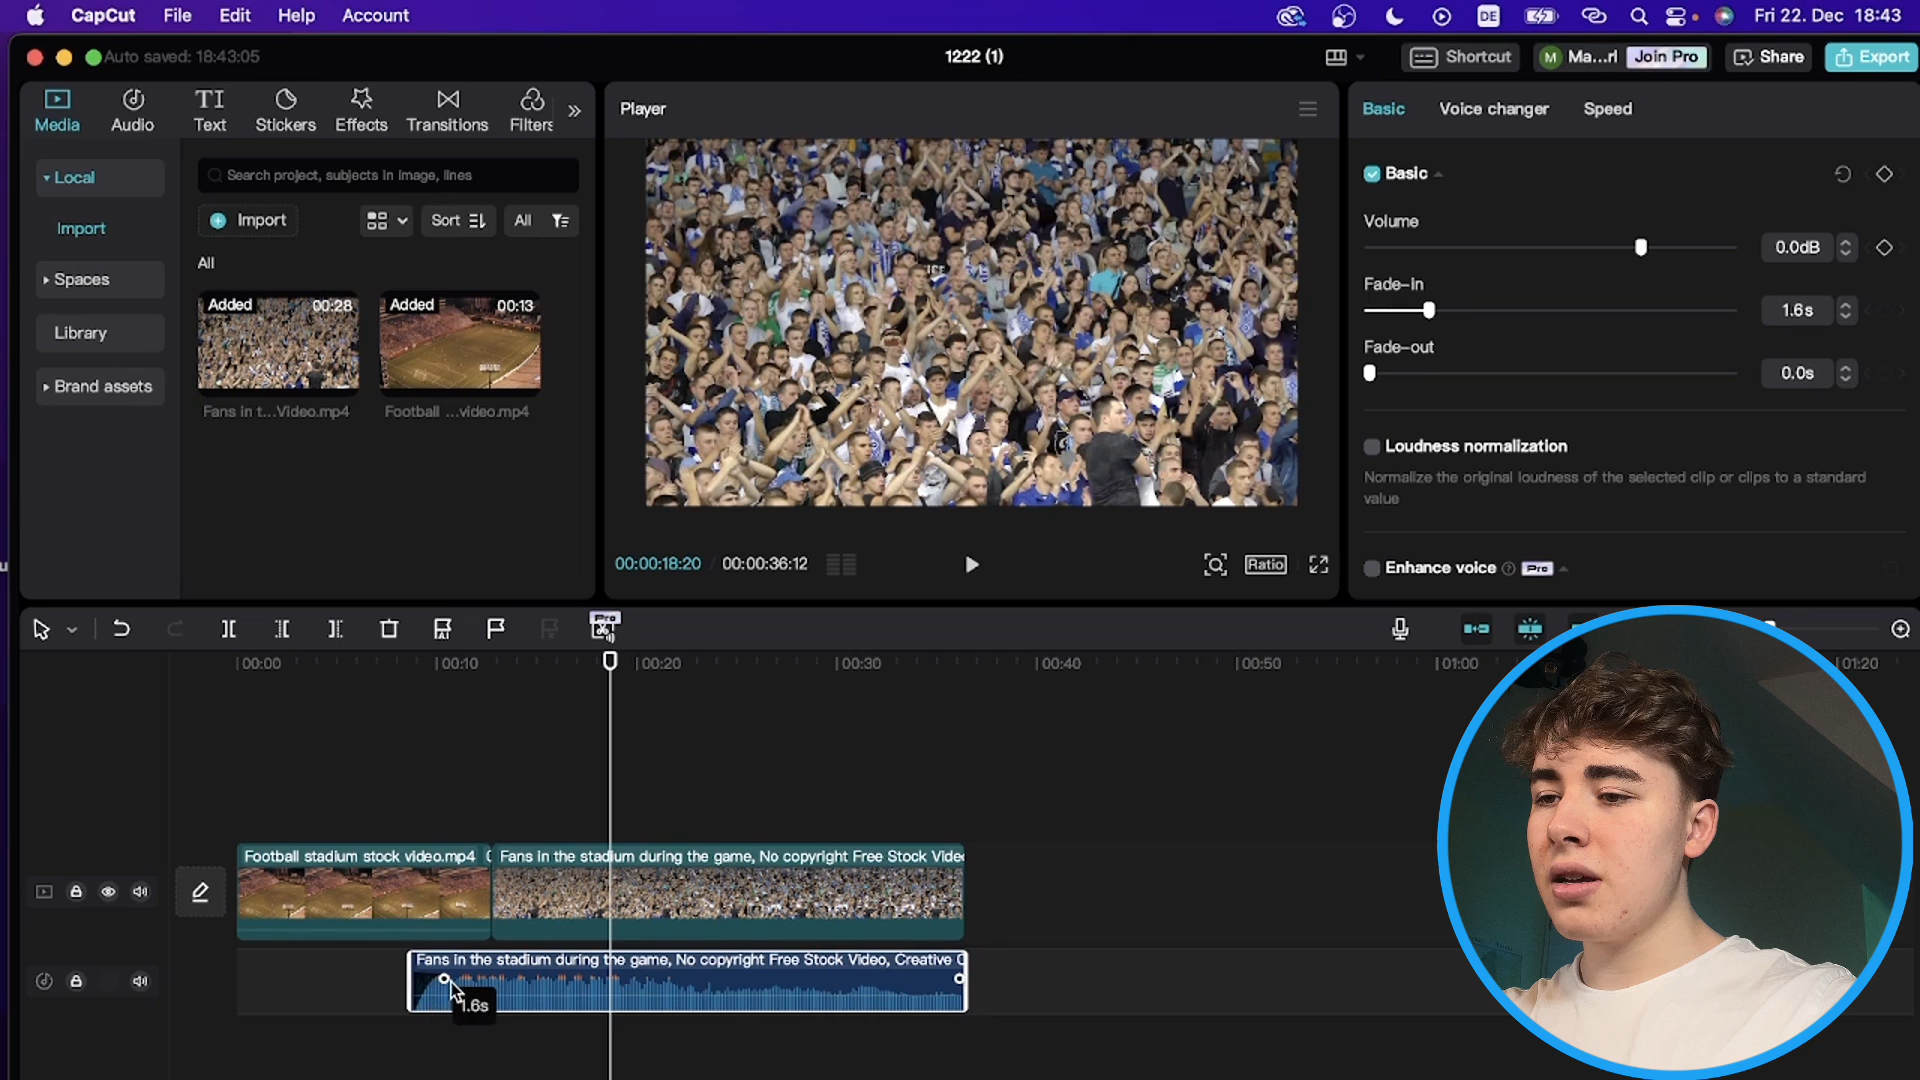 CapCut File Edit Help Account DE Fri 22. Dec 18:43
Auto saved: 18:43:05 1222 (1) Shortcut M Ma...rl Join Pro Share Export
Media Audio Text Stickers Effects Transitions Filters
TI
Local
Import
Spaces
Library
Brand assets
Search project, subjects in image, lines
Import Sort All
All
Added 00:28 Added 00:13
Fans in t...Video.mp4 Football ...video.mp4
Player
00:00:18:20 00:00:36:12 Ratio
Basic Voice changer Speed
Basic
Volume
0.0dB
Fade-in
1.6s
Fade-out
0.0s
Loudness normalization
Normalize the original loudness of the selected clip or clips to a standard
value
Enhance voice Pro
AI Pro
00:00 00:10 00:20 00:30 00:40 00:50 01:00 01:20
Football stadium stock video.mp4 Fans in the stadium during the game, No copyright Free Stock Vide
Fans in the stadium during the game, No copyright Free Stock Video, Creative C
1.6s